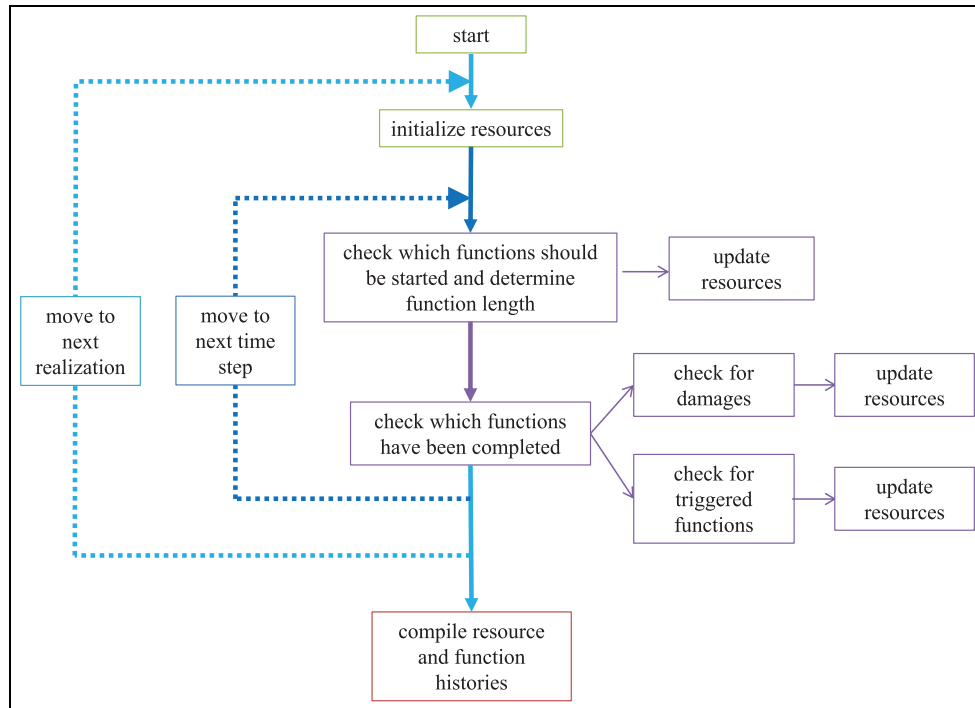 start
initialize resources
check which functions should
be started and determine
function length
update
resources
move to
next
realization
move to
next time
step
check for
damages
update
resources
check which functions
have been completed
check for
triggered
functions
update
resources
compile resource
and function
histories